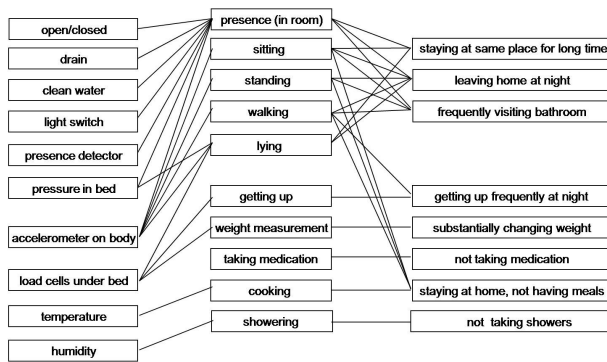 open/closed
drain
clean water
light switch
presence detector
pressure in bed
accelerometer on body
load cells under bed
temperature
humidity
presence (in room)
sitting
standing
walking
lying
getting up
weight measurement
taking medication
cooking
showering
staying at same place for long time
leaving home at night
frequently visiting bathroom
getting up frequently at night
substantially changing weight
not taking medication
staying at home, not having meals
not taking showers